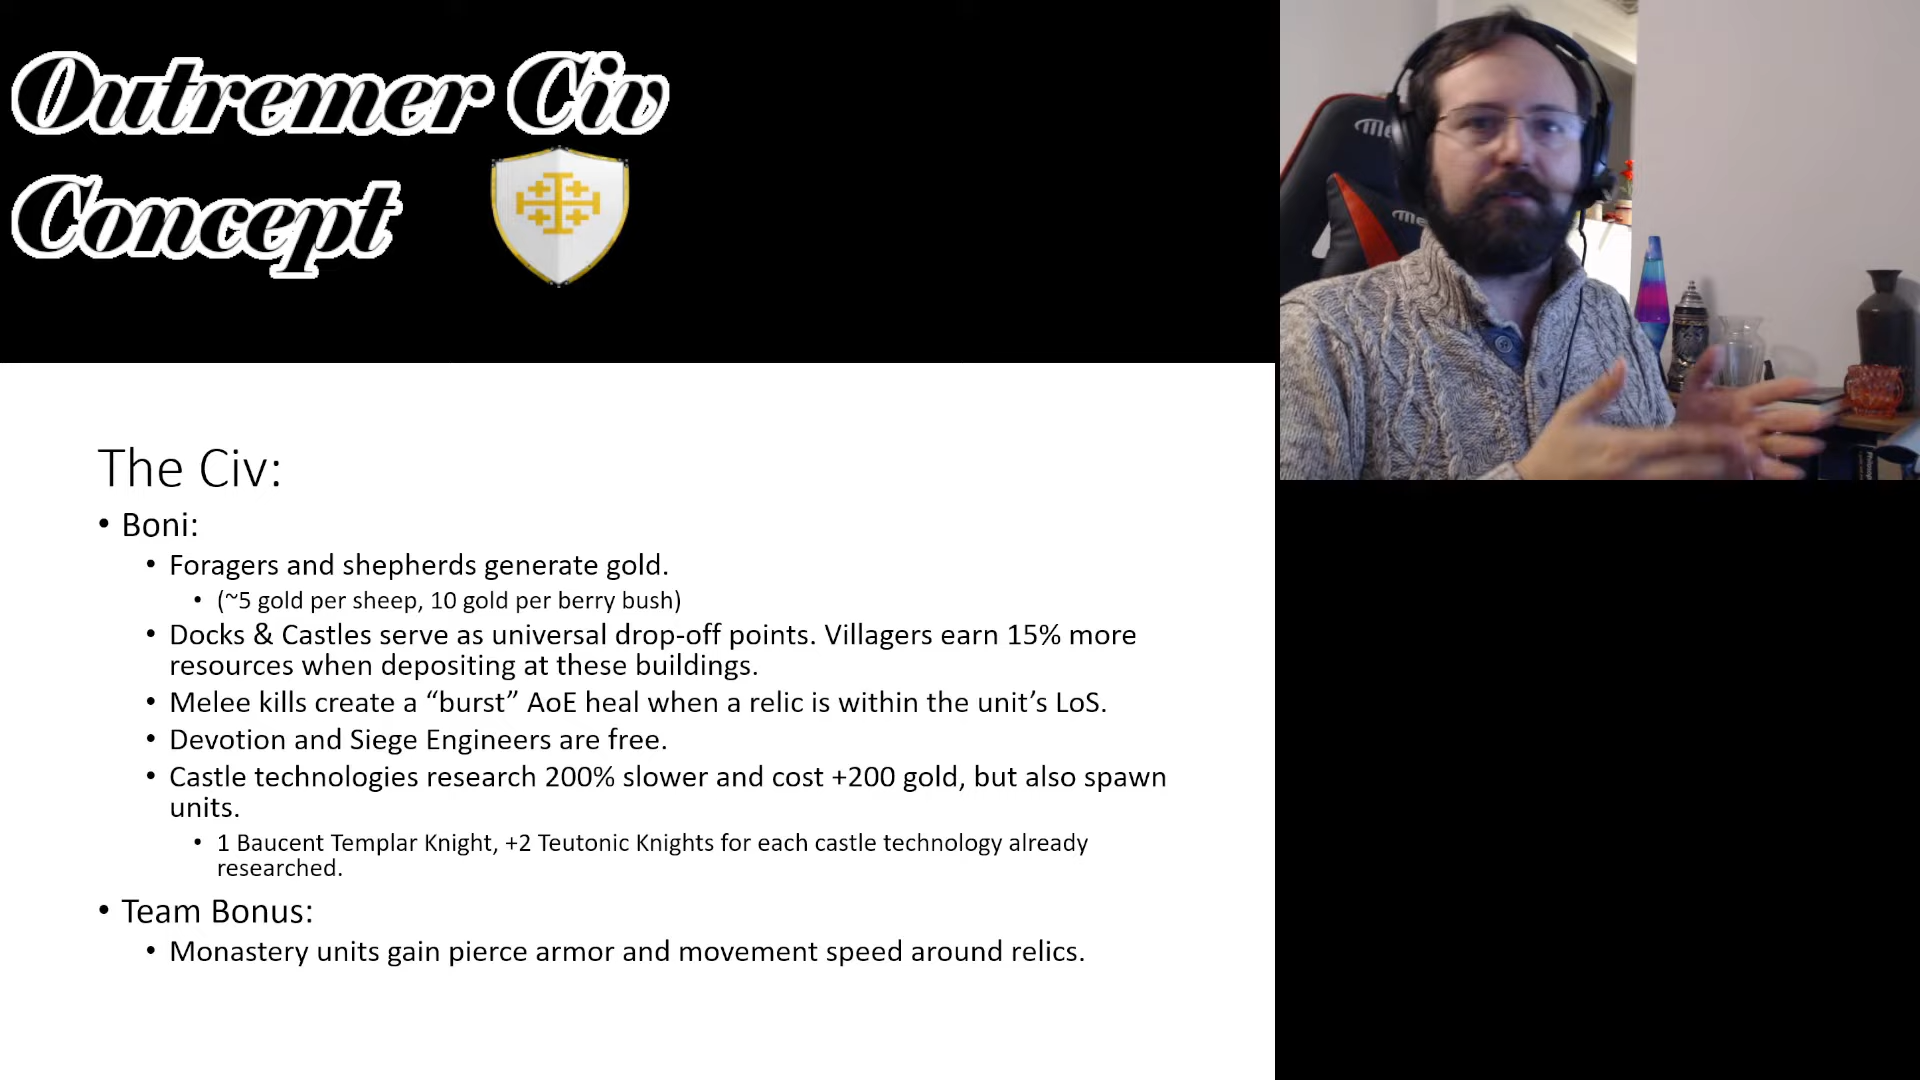 Outremer Civ
Concept
The Civ:
• Boni:
• Foragers and shepherds generate gold.
• (~5 gold per sheep, 10 gold per berry bush)
• Docks & Castles serve as universal drop-off points. Villagers earn 15% more
resources when depositing at these buildings.
• Melee kills create a “burst” AoE heal when a relic is within the unit’s LoS.
• Devotion and Siege Engineers are free.
• Castle technologies research 200% slower and cost +200 gold, but also spawn
units.
• 1 Baucent Templar Knight, +2 Teutonic Knights for each castle technology already
researched.
• Team Bonus:
• Monastery units gain pierce armor and movement speed around relics.